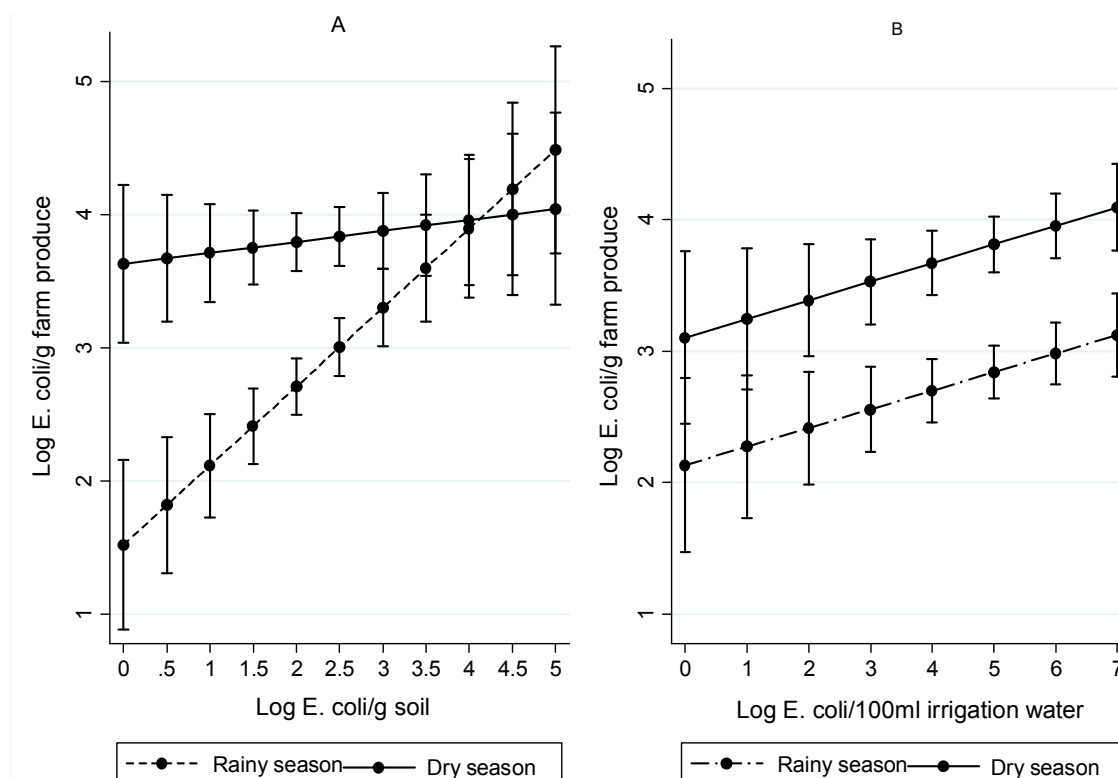 A
Log E. coli/g farm produce
5
4
3
2
1
0 .5 1 1.5 2 2.5 3 3.5 4 4.5 5
Log E. coli/g soil
Rainy season Dry season
B
Log E. coli/g farm produce
5
4
3
2
1
0 1 2 3 4 5 6 7
Log E. coli/100ml irrigation water
Rainy season Dry season